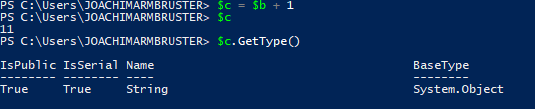 PS C:\Users\JOACHIMARMBRUSTER> $c = $b + 1
PS C:\Users\JOACHIMARMBRUSTER> $c
11
PS C:\Users\JOACHIMARMBRUSTER> $c.GetType()
IsPublic IsSerial Name                                     BaseType
-------- -------- ----                                     --------
True     True     String                                   System.Object